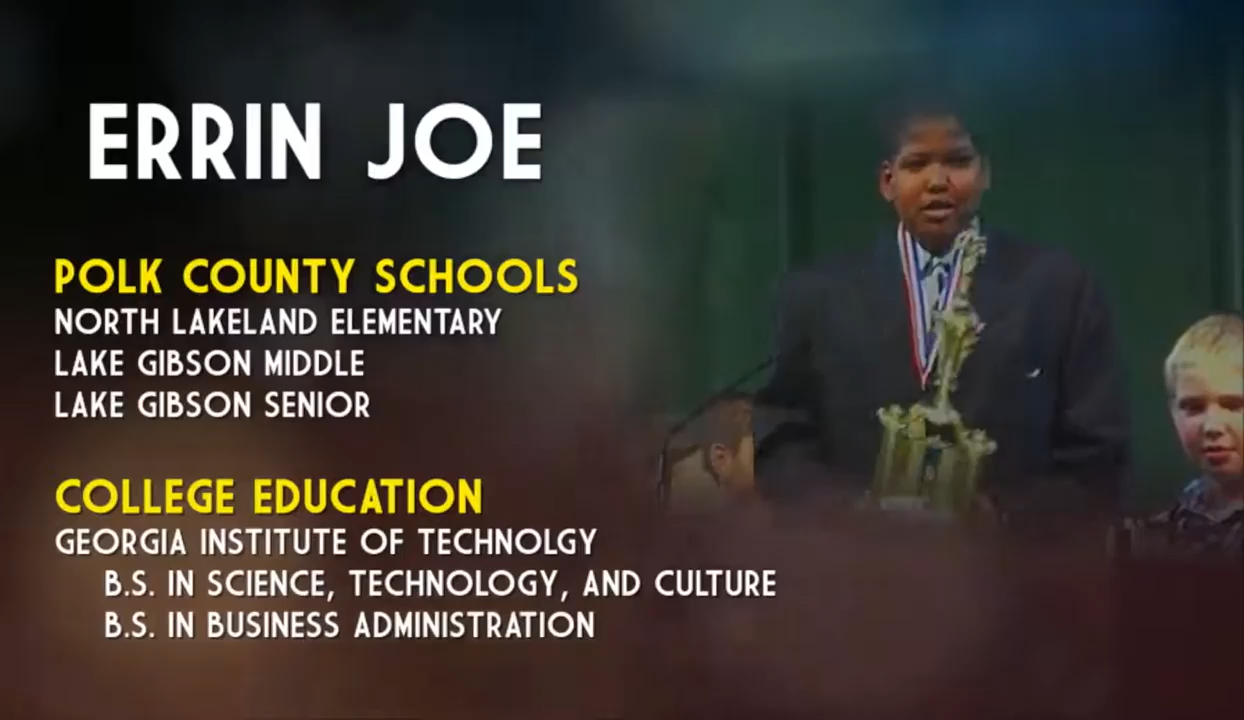 ERRIN JOE
POLK COUNTY SCHOOLS
NORTH LAKELAND ELEMENTARY
LAKE GIBSON MIDDLE
LAKE GIBSON SENIOR
COLLEGE EDUCATION
GEORGIA INSTITUTE OF TECHNOLGY
B.S. IN SCIENCE, TECHNOLOGY, AND CULTURE
B.S. IN BUSINESS ADMINISTRATION